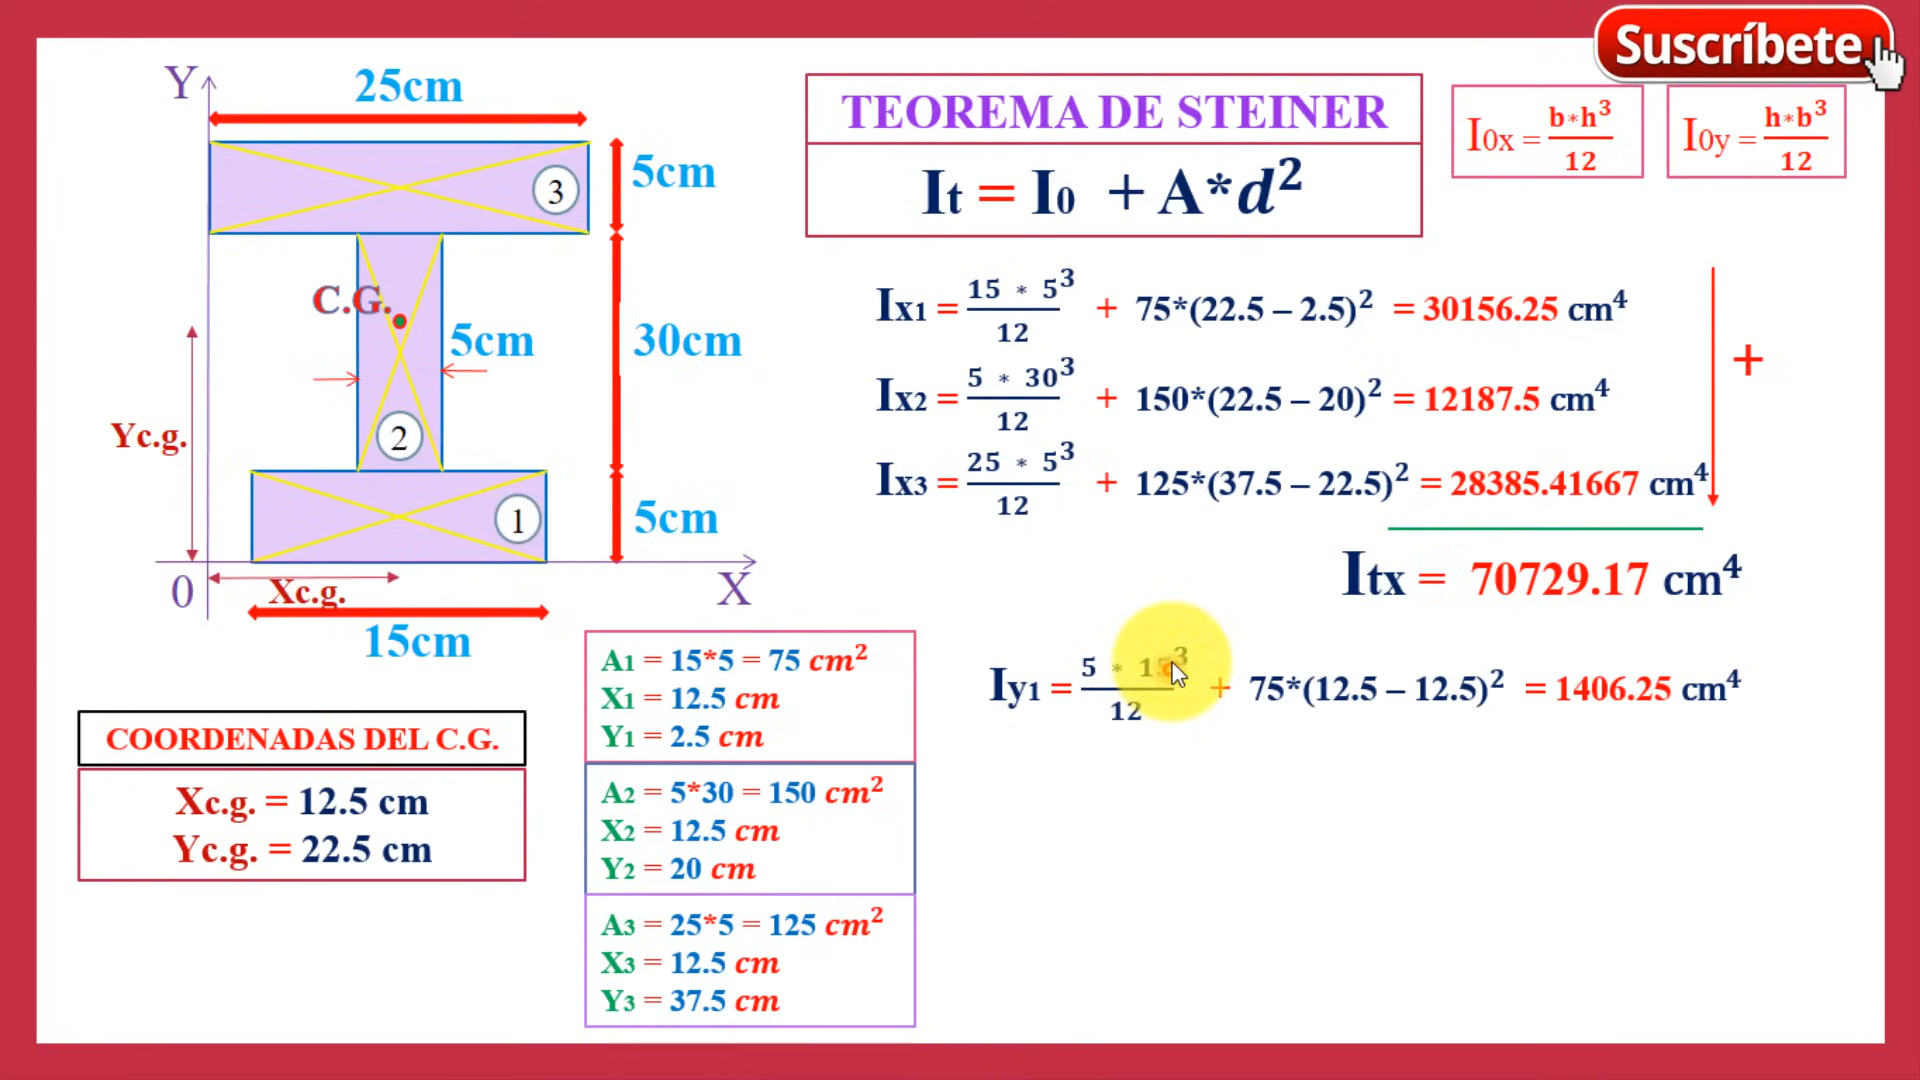 Suscríbete
Y
25cm
3
5cm
C.G.
5cm
30cm
Yc.g.
2
1
5cm
0
Xc.g.
X
15cm
TEOREMA DE STEINER
It = I0 + A*d²
I0x = b*h³/12
I0y = h*b³/12
Ix1 = 15 * 5³/12 + 75*(22.5 – 2.5)² = 30156.25 cm⁴
Ix2 = 5 * 30³/12 + 150*(22.5 – 20)² = 12187.5 cm⁴
Ix3 = 25 * 5³/12 + 125*(37.5 – 22.5)² = 28385.41667 cm⁴
+
Itx = 70729.17 cm⁴
Iy1 = 5 * 15³/12 + 75*(12.5 – 12.5)² = 1406.25 cm⁴
COORDENADAS DEL C.G.
Xc.g. = 12.5 cm
Yc.g. = 22.5 cm
A1 = 15*5 = 75 cm²
X1 = 12.5 cm
Y1 = 2.5 cm
A2 = 5*30 = 150 cm²
X2 = 12.5 cm
Y2 = 20 cm
A3 = 25*5 = 125 cm²
X3 = 12.5 cm
Y3 = 37.5 cm